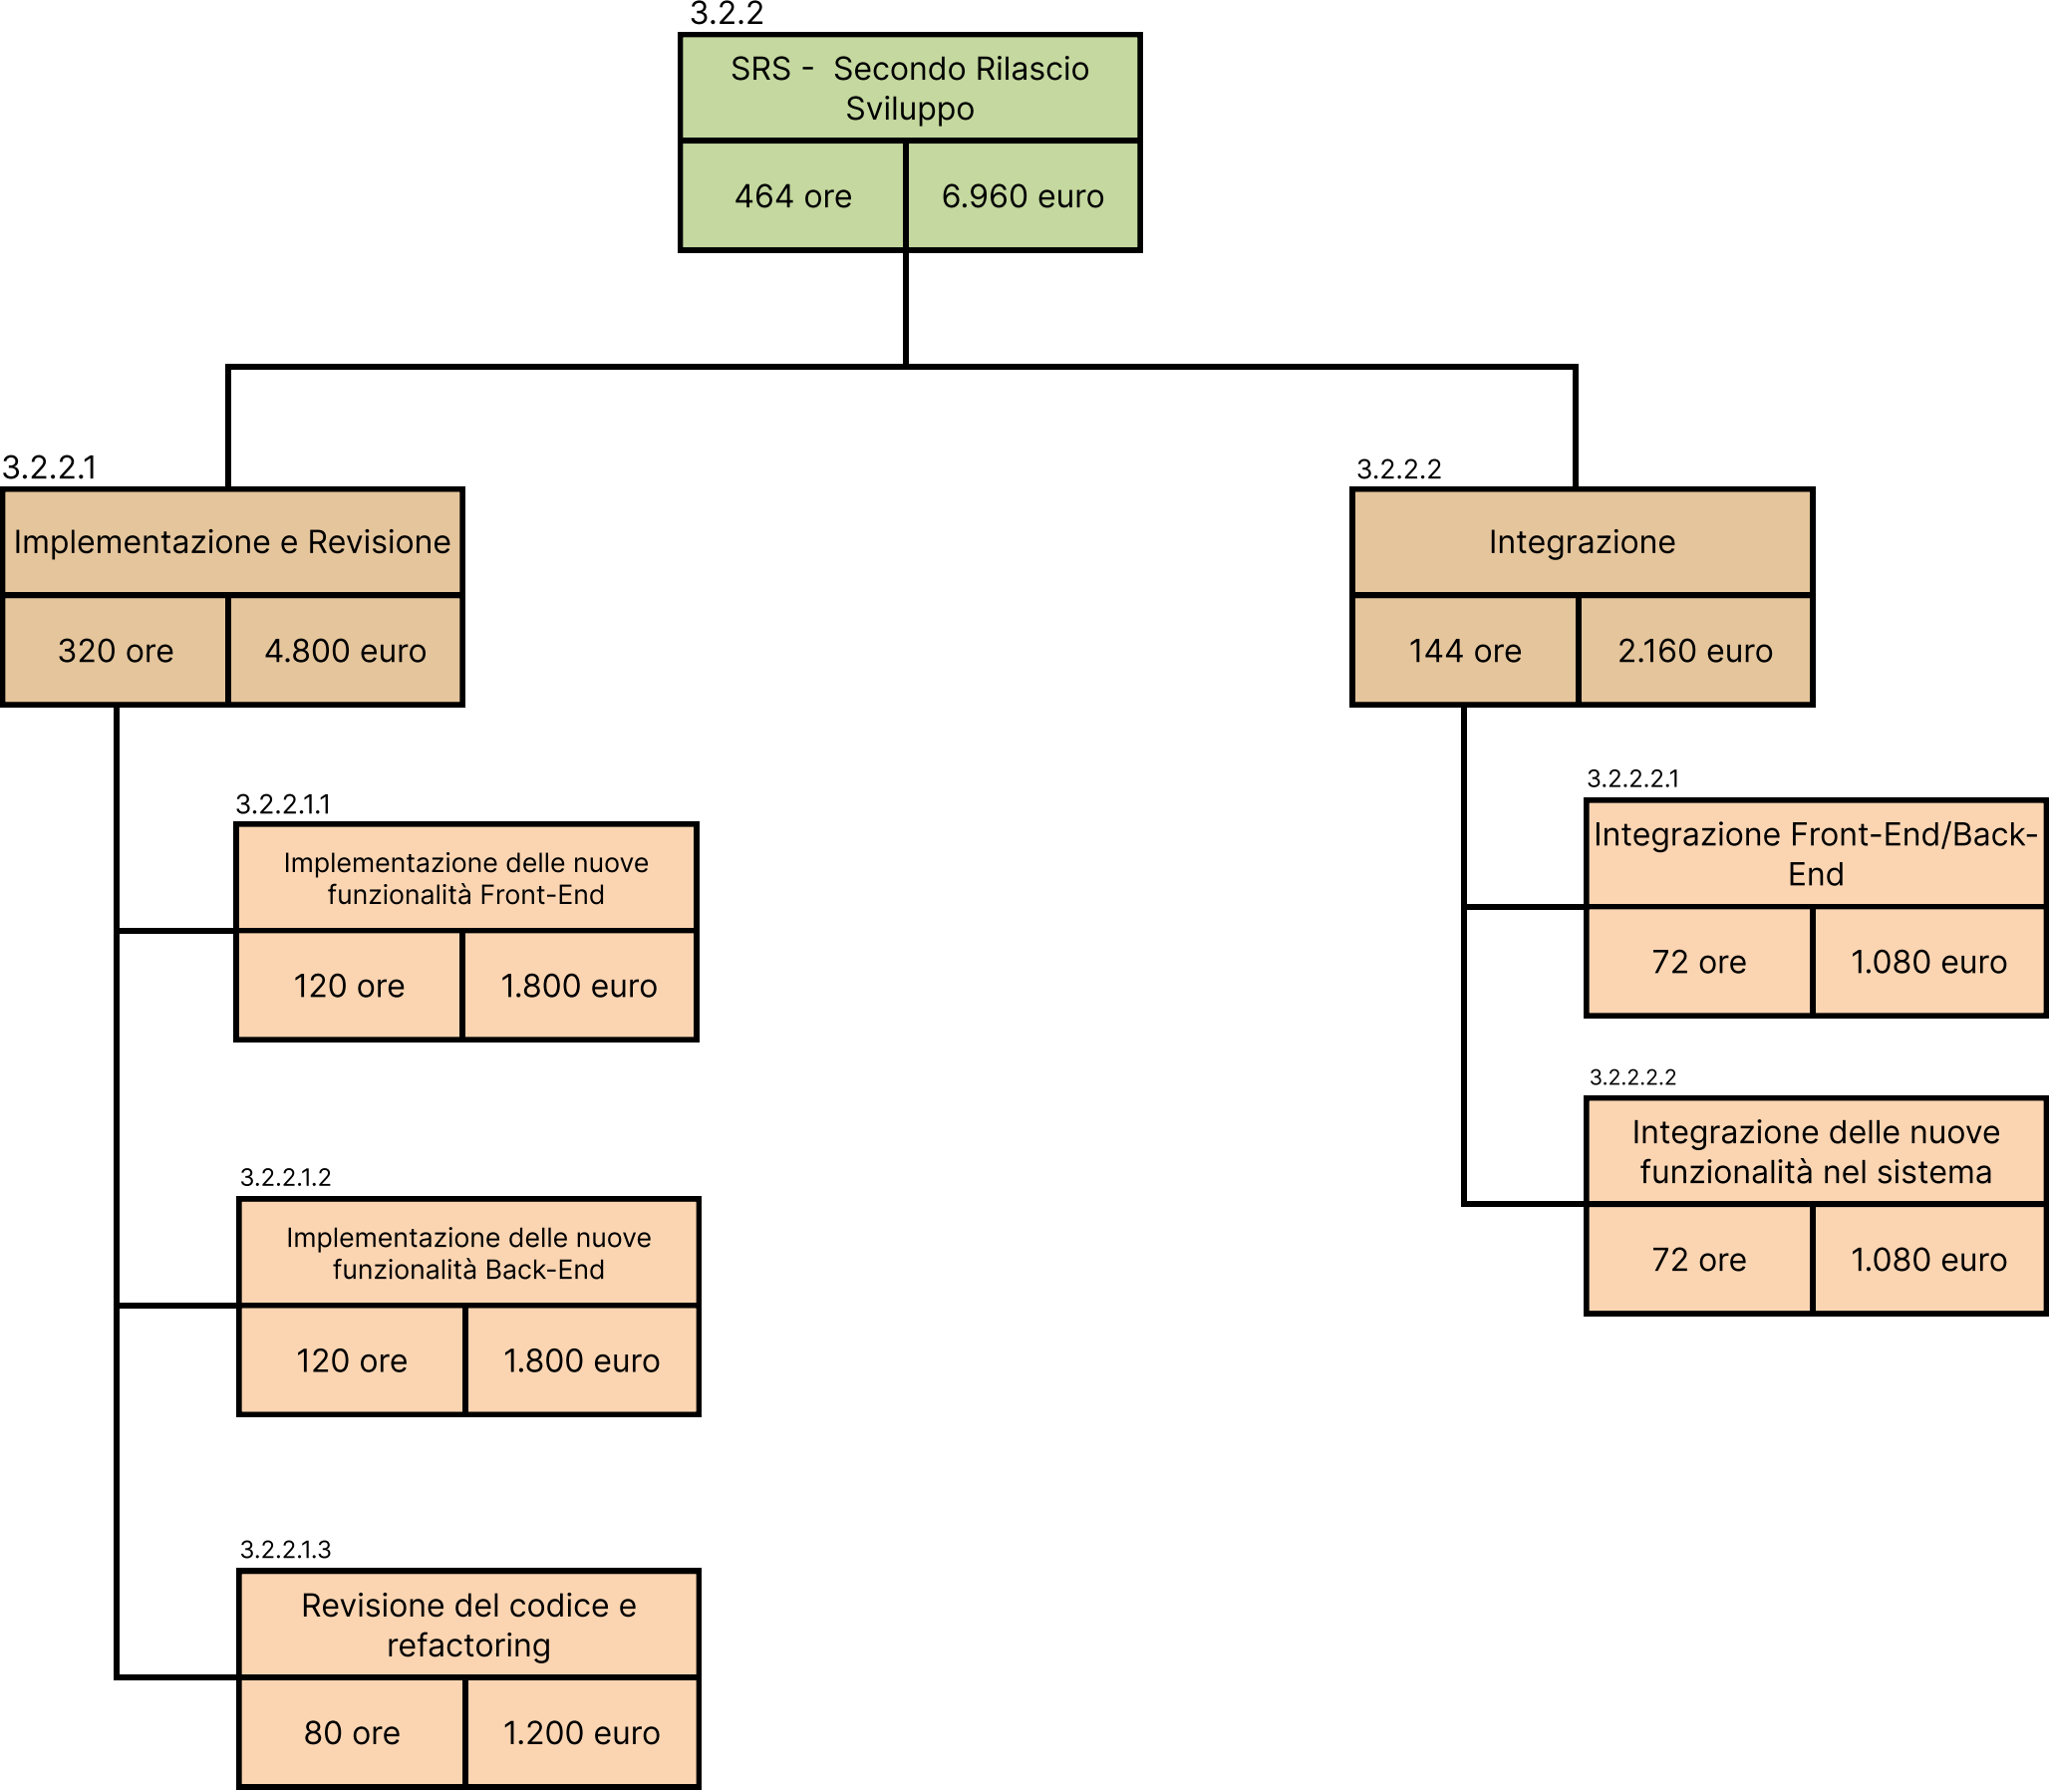 3.2.2
SRS -  Secondo Rilascio
Sviluppo
464 ore
6.960 euro
3.2.2.1
Implementazione e Revisione
320 ore
4.800 euro
3.2.2.1.1
Implementazione delle nuove
funzionalità Front-End
120 ore
1.800 euro
3.2.2.1.2
Implementazione delle nuove
funzionalità Back-End
120 ore
1.800 euro
3.2.2.1.3
Revisione del codice e
refactoring
80 ore
1.200 euro
3.2.2.2
Integrazione
144 ore
2.160 euro
3.2.2.2.1
Integrazione Front-End/Back-
End
72 ore
1.080 euro
3.2.2.2.2
Integrazione delle nuove
funzionalità nel sistema
72 ore
1.080 euro